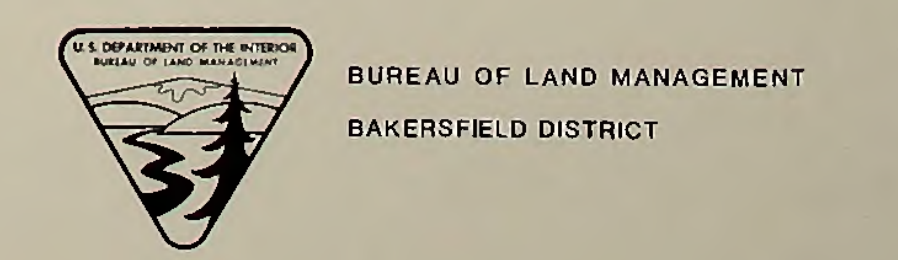 U. S. DEPARTMENT OF THE INTERIOR
BUREAU OF LAND MANAGEMENT
BUREAU OF LAND MANAGEMENT
BAKERSFIELD DISTRICT